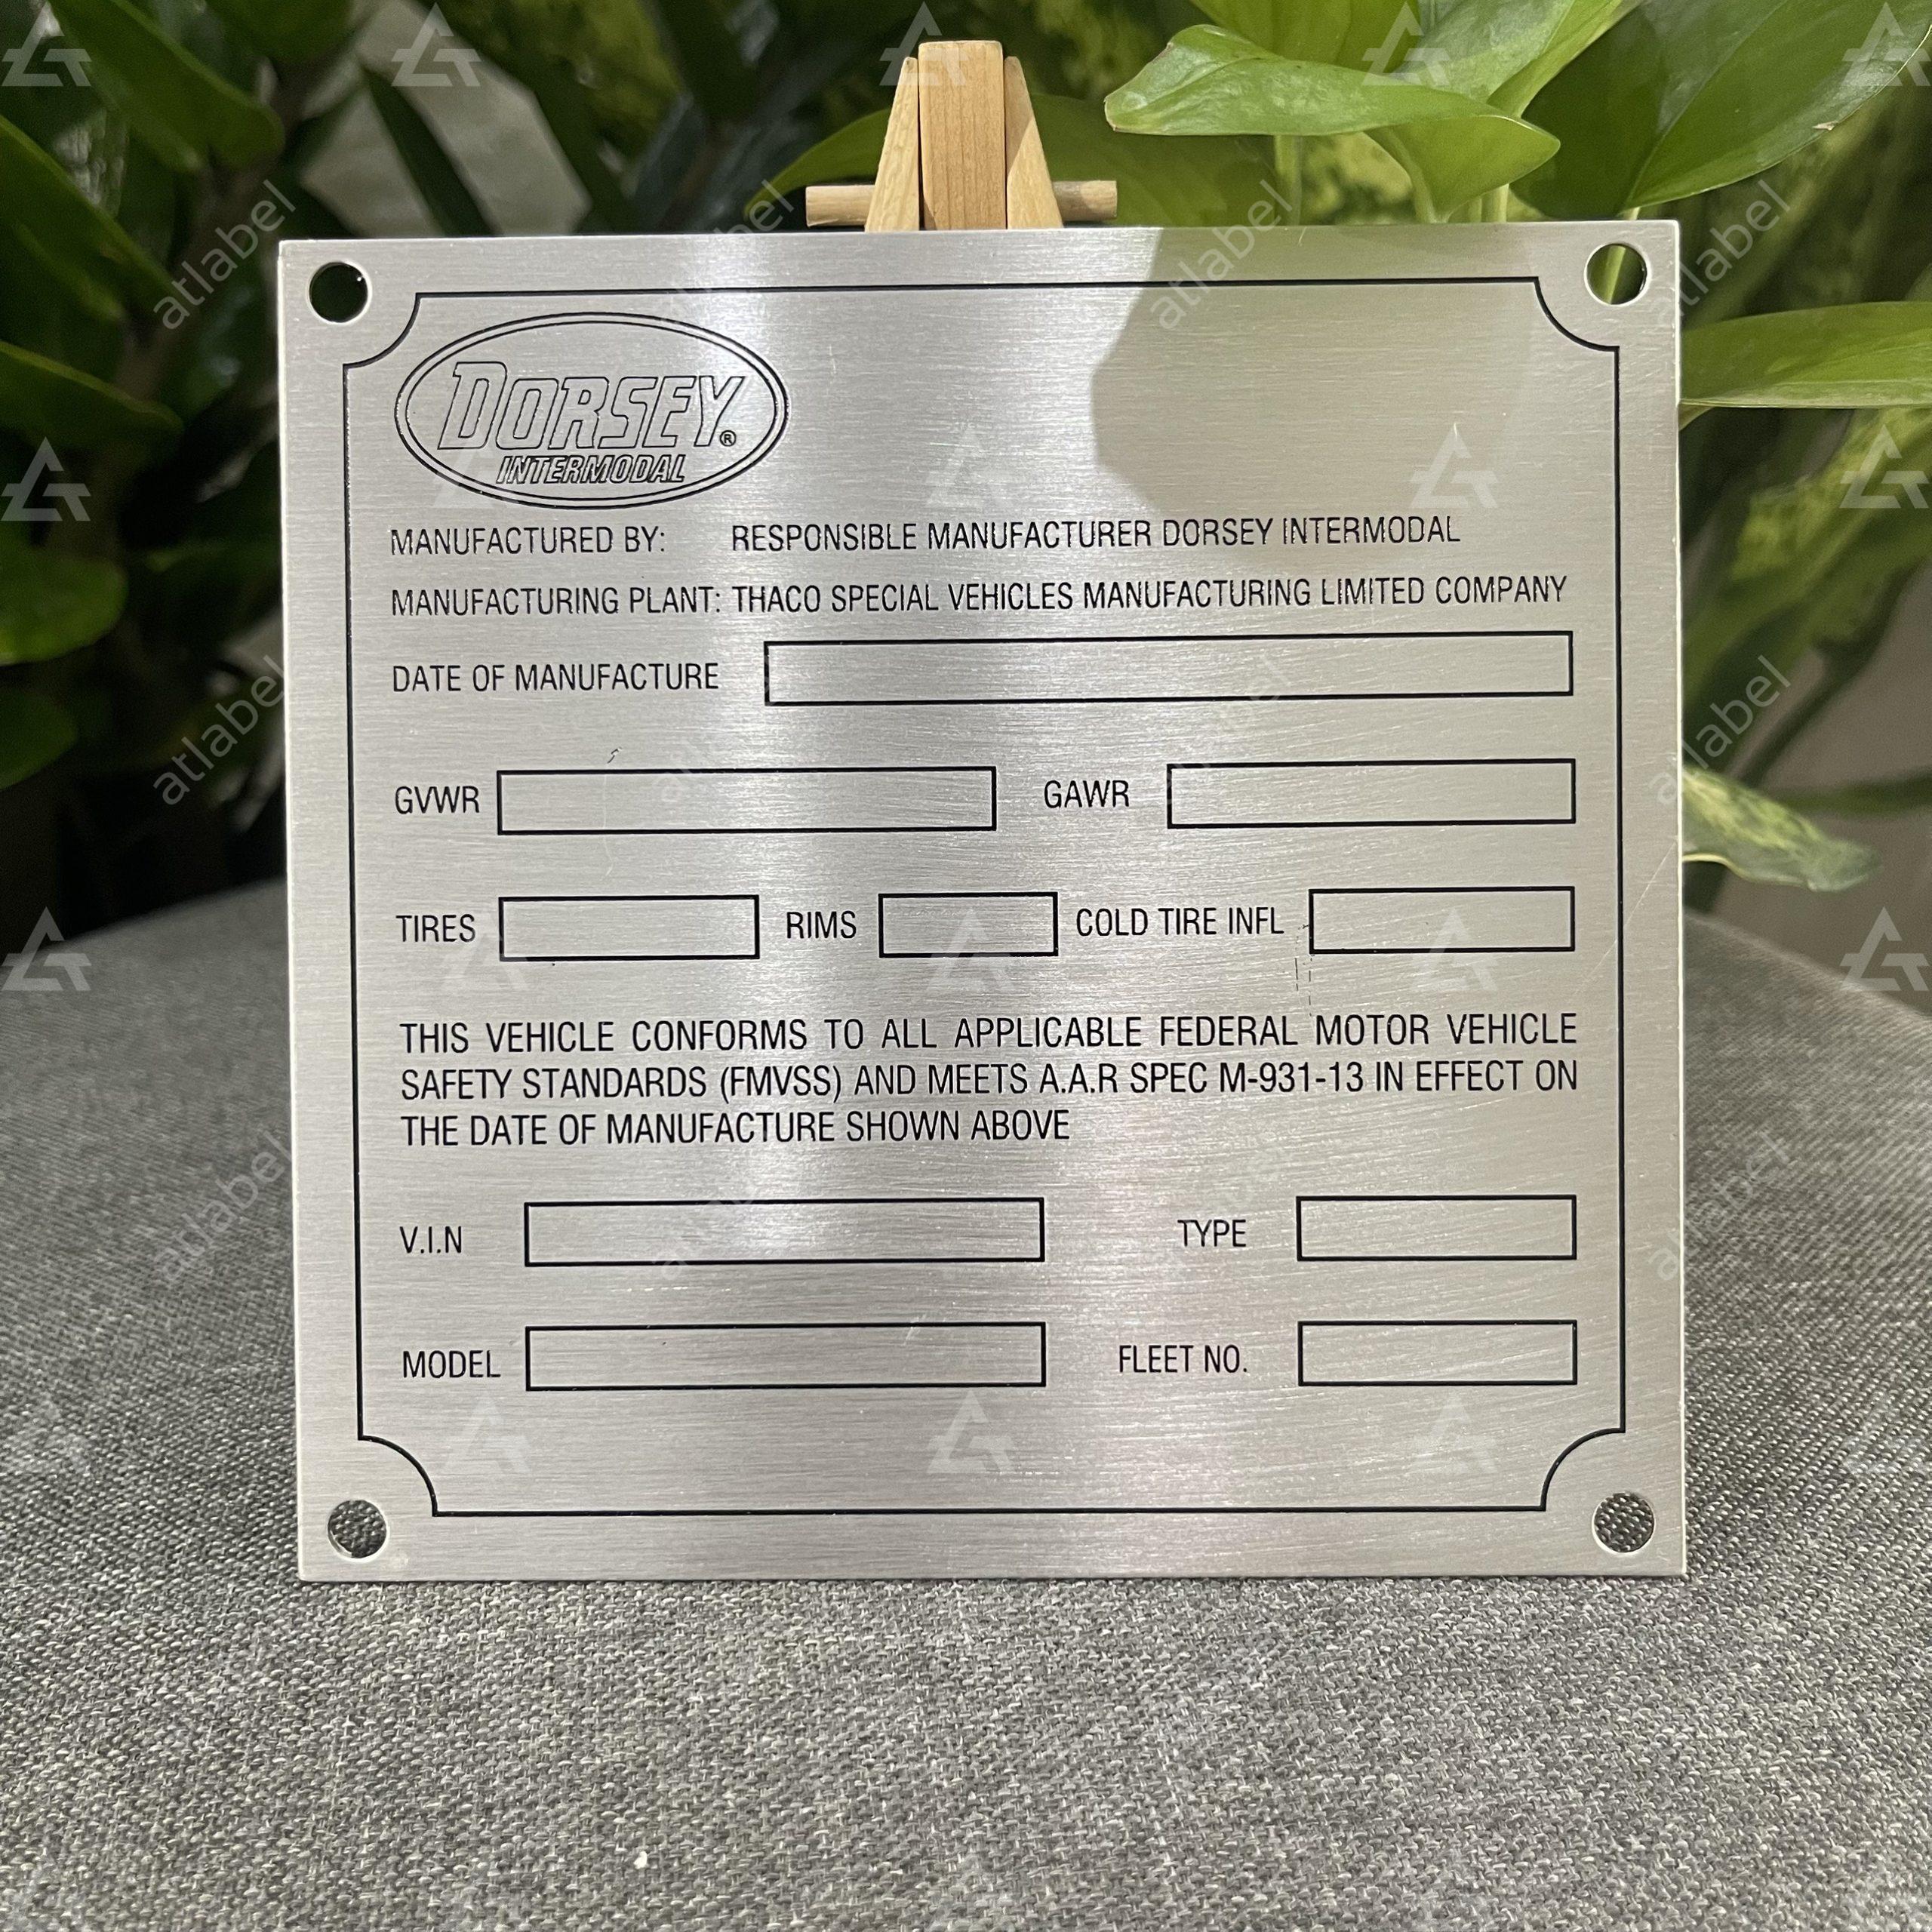 DORSEY®
INTERMODAL
MANUFACTURED BY: RESPONSIBLE MANUFACTURER DORSEY INTERMODAL
MANUFACTURING PLANT: THACO SPECIAL VEHICLES MANUFACTURING LIMITED COMPANY
DATE OF MANUFACTURE
GVWR GAWR
TIRES RIMS COLD TIRE INFL
THIS VEHICLE CONFORMS TO ALL APPLICABLE FEDERAL MOTOR VEHICLE
SAFETY STANDARDS (FMVSS) AND MEETS A.A.R SPEC M-931-13 IN EFFECT ON
THE DATE OF MANUFACTURE SHOWN ABOVE
V.I.N TYPE
MODEL FLEET NO.
atlabel